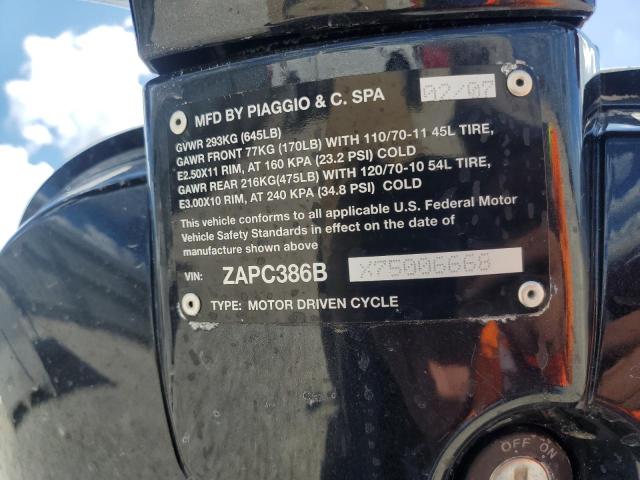 MFD BY PIAGGIO & C. SPA 02/07
GVWR 293KG (645LB)
GAWR FRONT 77KG (170LB) WITH 110/70-11 45L TIRE,
E2.50X11 RIM, AT 160 KPA (23.2 PSI) COLD
GAWR REAR 216KG(475LB) WITH 120/70-10 54L TIRE,
E3.00X10 RIM, AT 240 KPA (34.8 PSI) COLD
This vehicle conforms to all applicable U.S. Federal Motor
Vehicle Safety Standards in effect on the date of
manufacture shown above
VIN: ZAPC386B X75006668
TYPE: MOTOR DRIVEN CYCLE
OFF ON